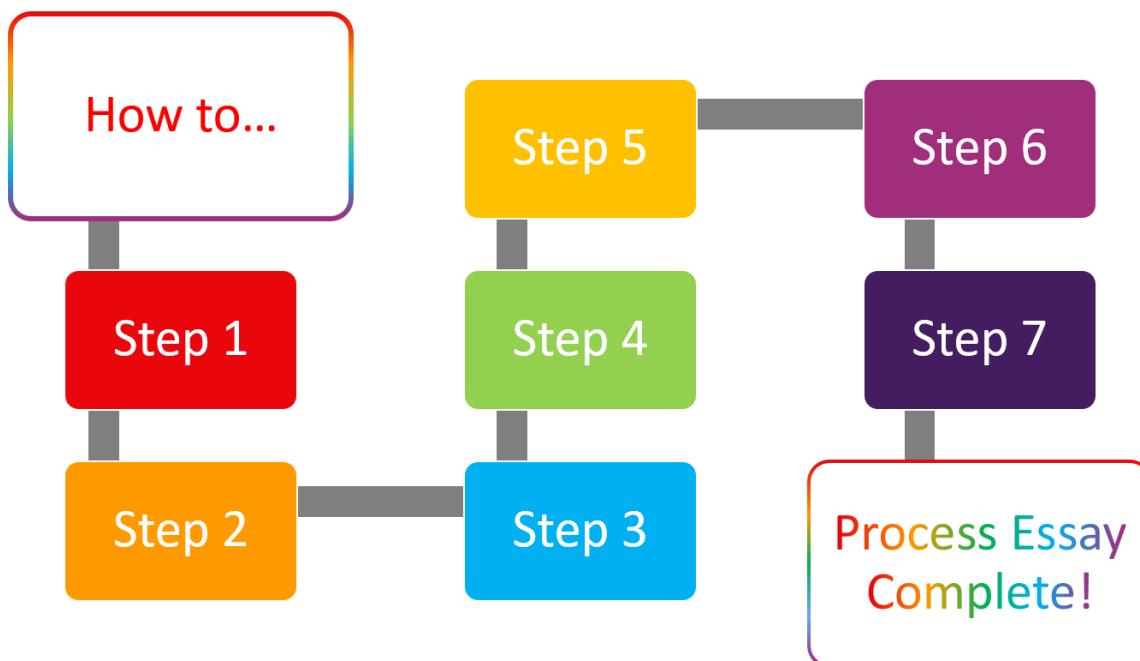 How to...
Step 1
Step 2
Step 3
Step 4
Step 5
Step 6
Step 7
Process Essay
Complete!